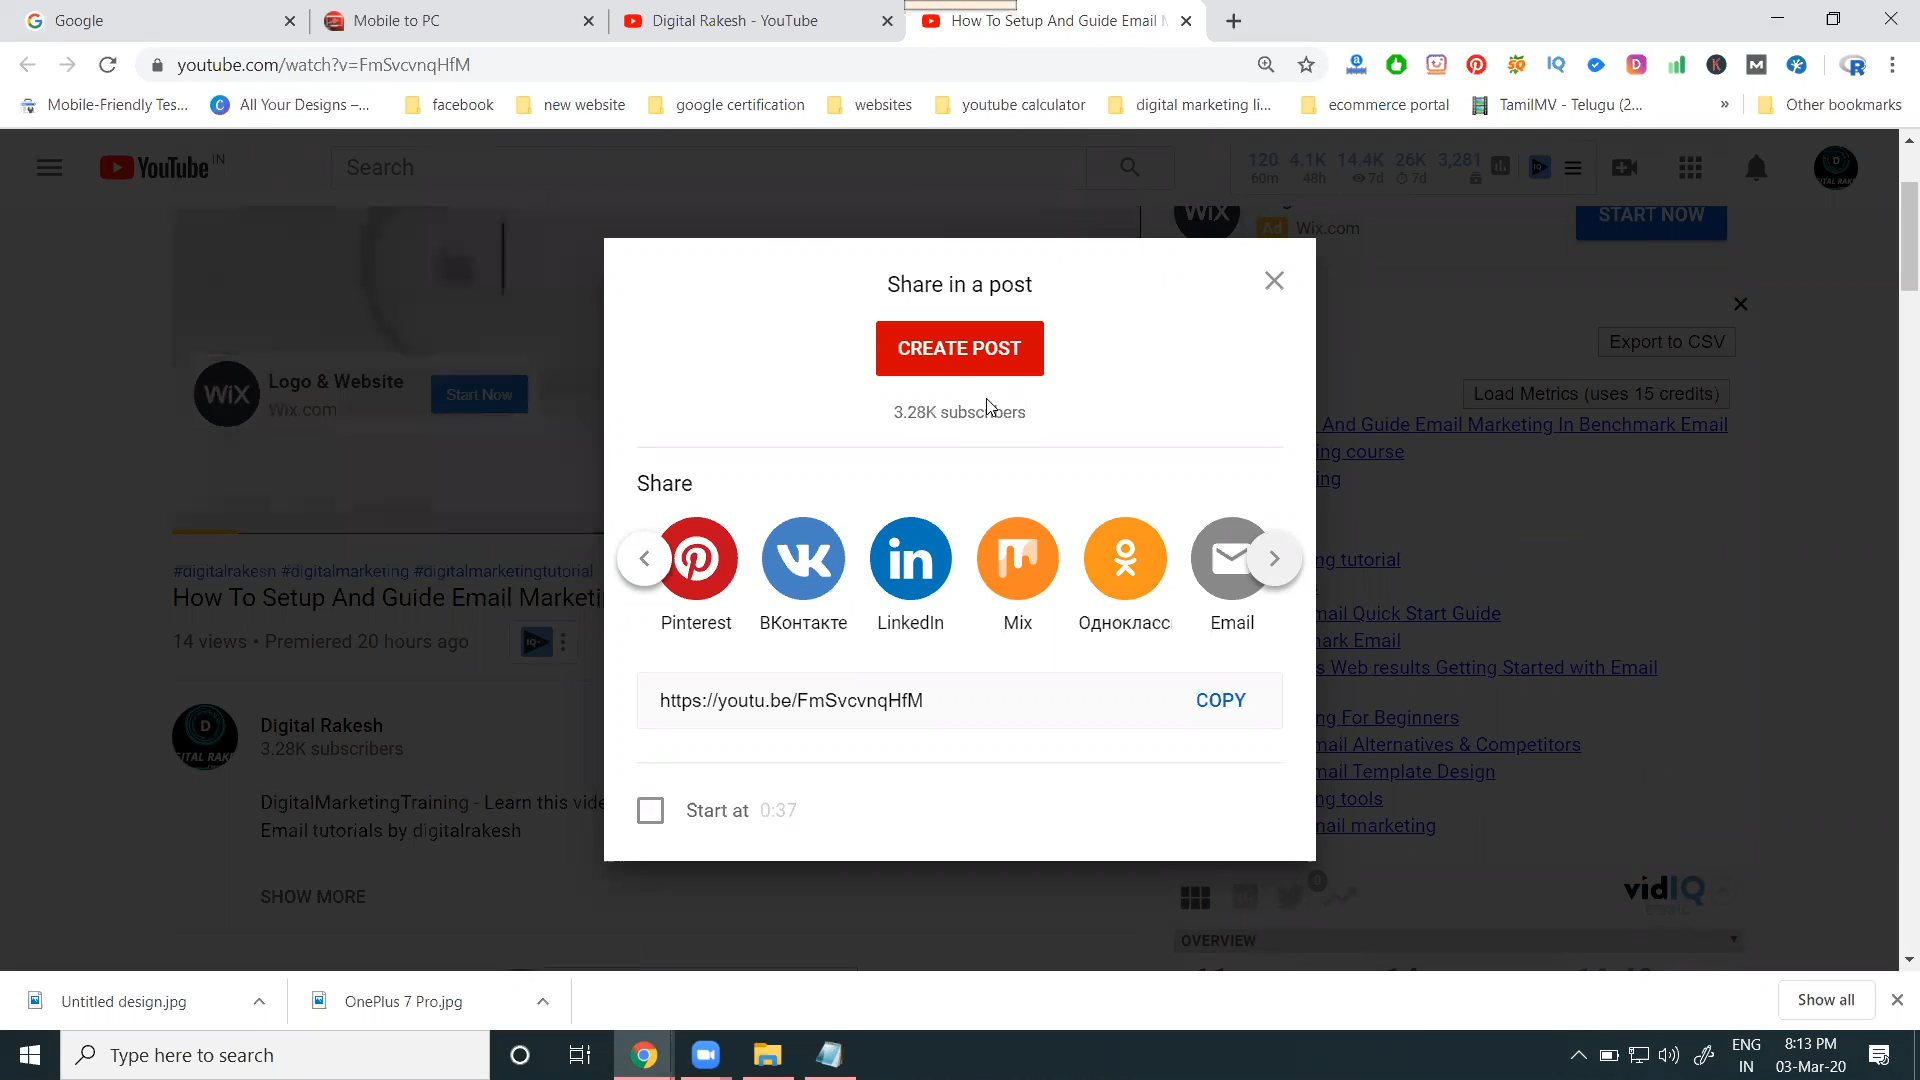 Google
Mobile to PC
Digital Rakesh - YouTube
How To Setup And Guide Email
youtube.com/watch?v=FmSvcvnqHfM
Mobile-Friendly Tes...
All Your Designs –...
facebook
new website
google certification
websites
youtube calculator
digital marketing li...
ecommerce portal
TamilMV - Telugu (2...
»
Other bookmarks
YouTube IN
Search
120 4.1K 14.4K 26K 3,281
60m 48h 7d 7d
WIX
Ad Wix.com
START NOW
WiX
Logo & Website
Wix.com
Start Now
Share in a post
CREATE POST
3.28K subscribers
Share
Pinterest
ВКонтакте
LinkedIn
Mix
Одноклассн
Email
https://youtu.be/FmSvcvnqHfM
COPY
Start at 0:37
Export to CSV
Load Metrics (uses 15 credits)
And Guide Email Marketing In Benchmark Email
ng course
ng tutorial
mail Quick Start Guide
ark Email
s Web results Getting Started with Email
ng For Beginners
mail Alternatives & Competitors
mail Template Design
ng tools
mail marketing
#digitalrakesh #digitalmarketing #digitalmarketingtutorial
How To Setup And Guide Email Marketi
14 views • Premiered 20 hours ago
Digital Rakesh
3.28K subscribers
DigitalMarketingTraining - Learn this vide
Email tutorials by digitalrakesh
SHOW MORE
0
vidIQ
OVERVIEW
Untitled design.jpg
OnePlus 7 Pro.jpg
Show all
Type here to search
ENG
IN
8:13 PM
03-Mar-20